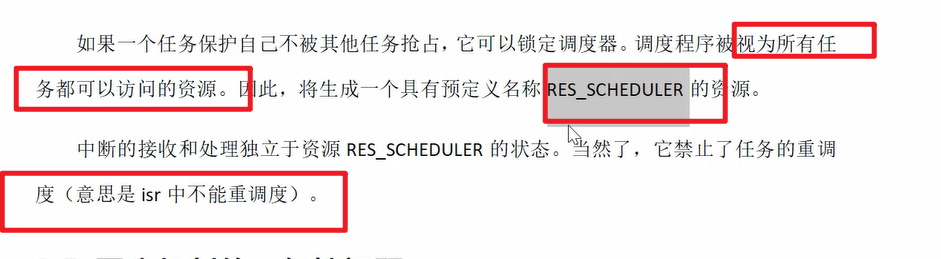 如果一个任务保护自己不被其他任务抢占，它可以锁定调度器。调度程序被视为所有任
务都可以访问的资源。因此，将生成一个具有预定义名称 RES_SCHEDULER 的资源。
中断的接收和处理独立于资源 RES_SCHEDULER 的状态。当然了，它禁止了任务的重调
度（意思是 isr 中不能重调度）。